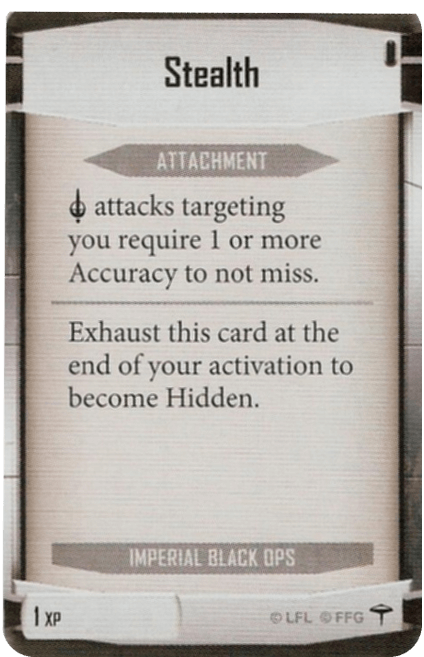 Stealth
ATTACHMENT
attacks targeting
you require 1 or more
Accuracy to not miss.
Exhaust this card at the
end of your activation to
become Hidden.
IMPERIAL BLACK OPS
1 XP
© LFL © FFG